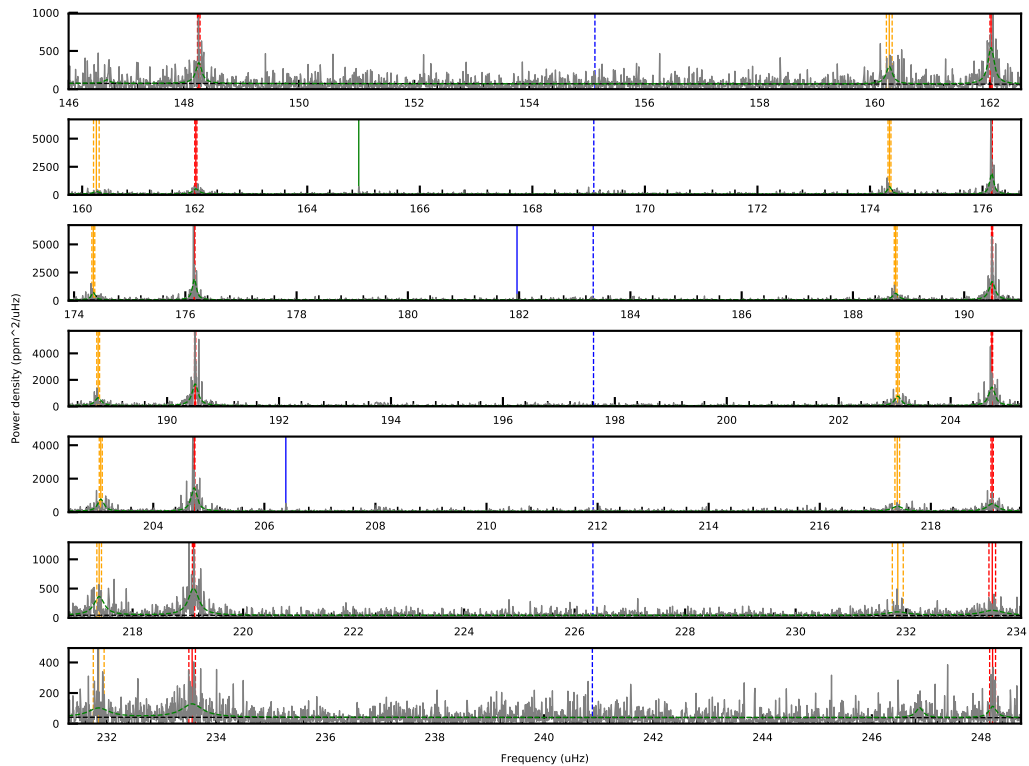 1000
500
0
146 148 150 152 154 156 158 160 162
5000
2500
0
160 162 164 166 168 170 172 174 176
5000
2500
0
174 176 178 180 182 184 186 188 190
Power density (ppm^2/uHz)
4000
2000
0
190 192 194 196 198 200 202 204
4000
2000
0
204 206 208 210 212 214 216 218
1000
500
0
218 220 222 224 226 228 230 232 234
400
200
0
232 234 236 238 240 242 244 246 248
Frequency (uHz)